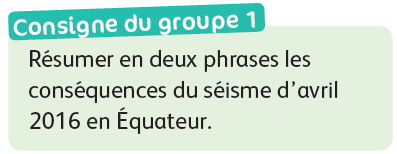 Consigne du groupe 1
Résumer en deux phrases les
conséquences du séisme d'avril
2016 en Équateur.